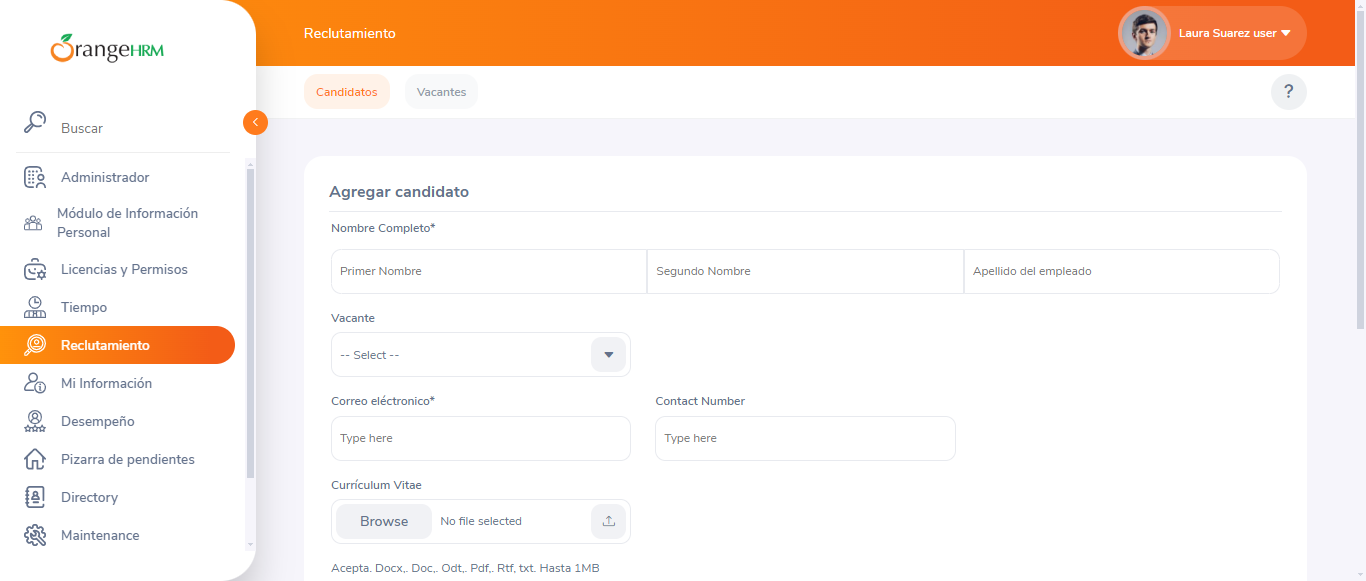 OrangeHRM
Reclutamiento
Laura Suarez user
Candidatos
Vacantes
?
Buscar
Administrador
Módulo de Información
Personal
Licencias y Permisos
Tiempo
Reclutamiento
Mi Información
Desempeño
Pizarra de pendientes
Directory
Maintenance
Agregar candidato
Nombre Completo*
Primer Nombre
Segundo Nombre
Apellido del empleado
Vacante
-- Select --
Correo eléctronico*
Contact Number
Type here
Type here
Currículum Vitae
Browse
No file selected
Acepta. Docx,. Doc,. Odt,. Pdf,. Rtf, txt. Hasta 1MB